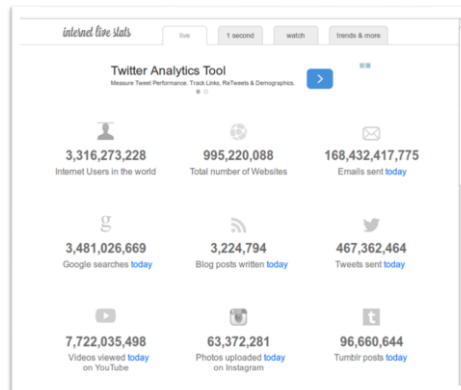 internet live stats
live
1 second
watch
trends & more
Twitter Analytics Tool
Measure Tweet Performance. Track Links, ReTweets & Demographics.
3,316,273,228
995,220,088
168,432,417,775
Internet Users in the world
Total number of Websites
Emails sent today
g
3,481,026,669
3,224,794
467,362,464
Google searches today
Blog posts written today
Tweets sent today
7,722,035,498
63,372,281
96,660,644
Videos viewed today
on YouTube
Photos uploaded today
on Instagram
Tumblr posts today